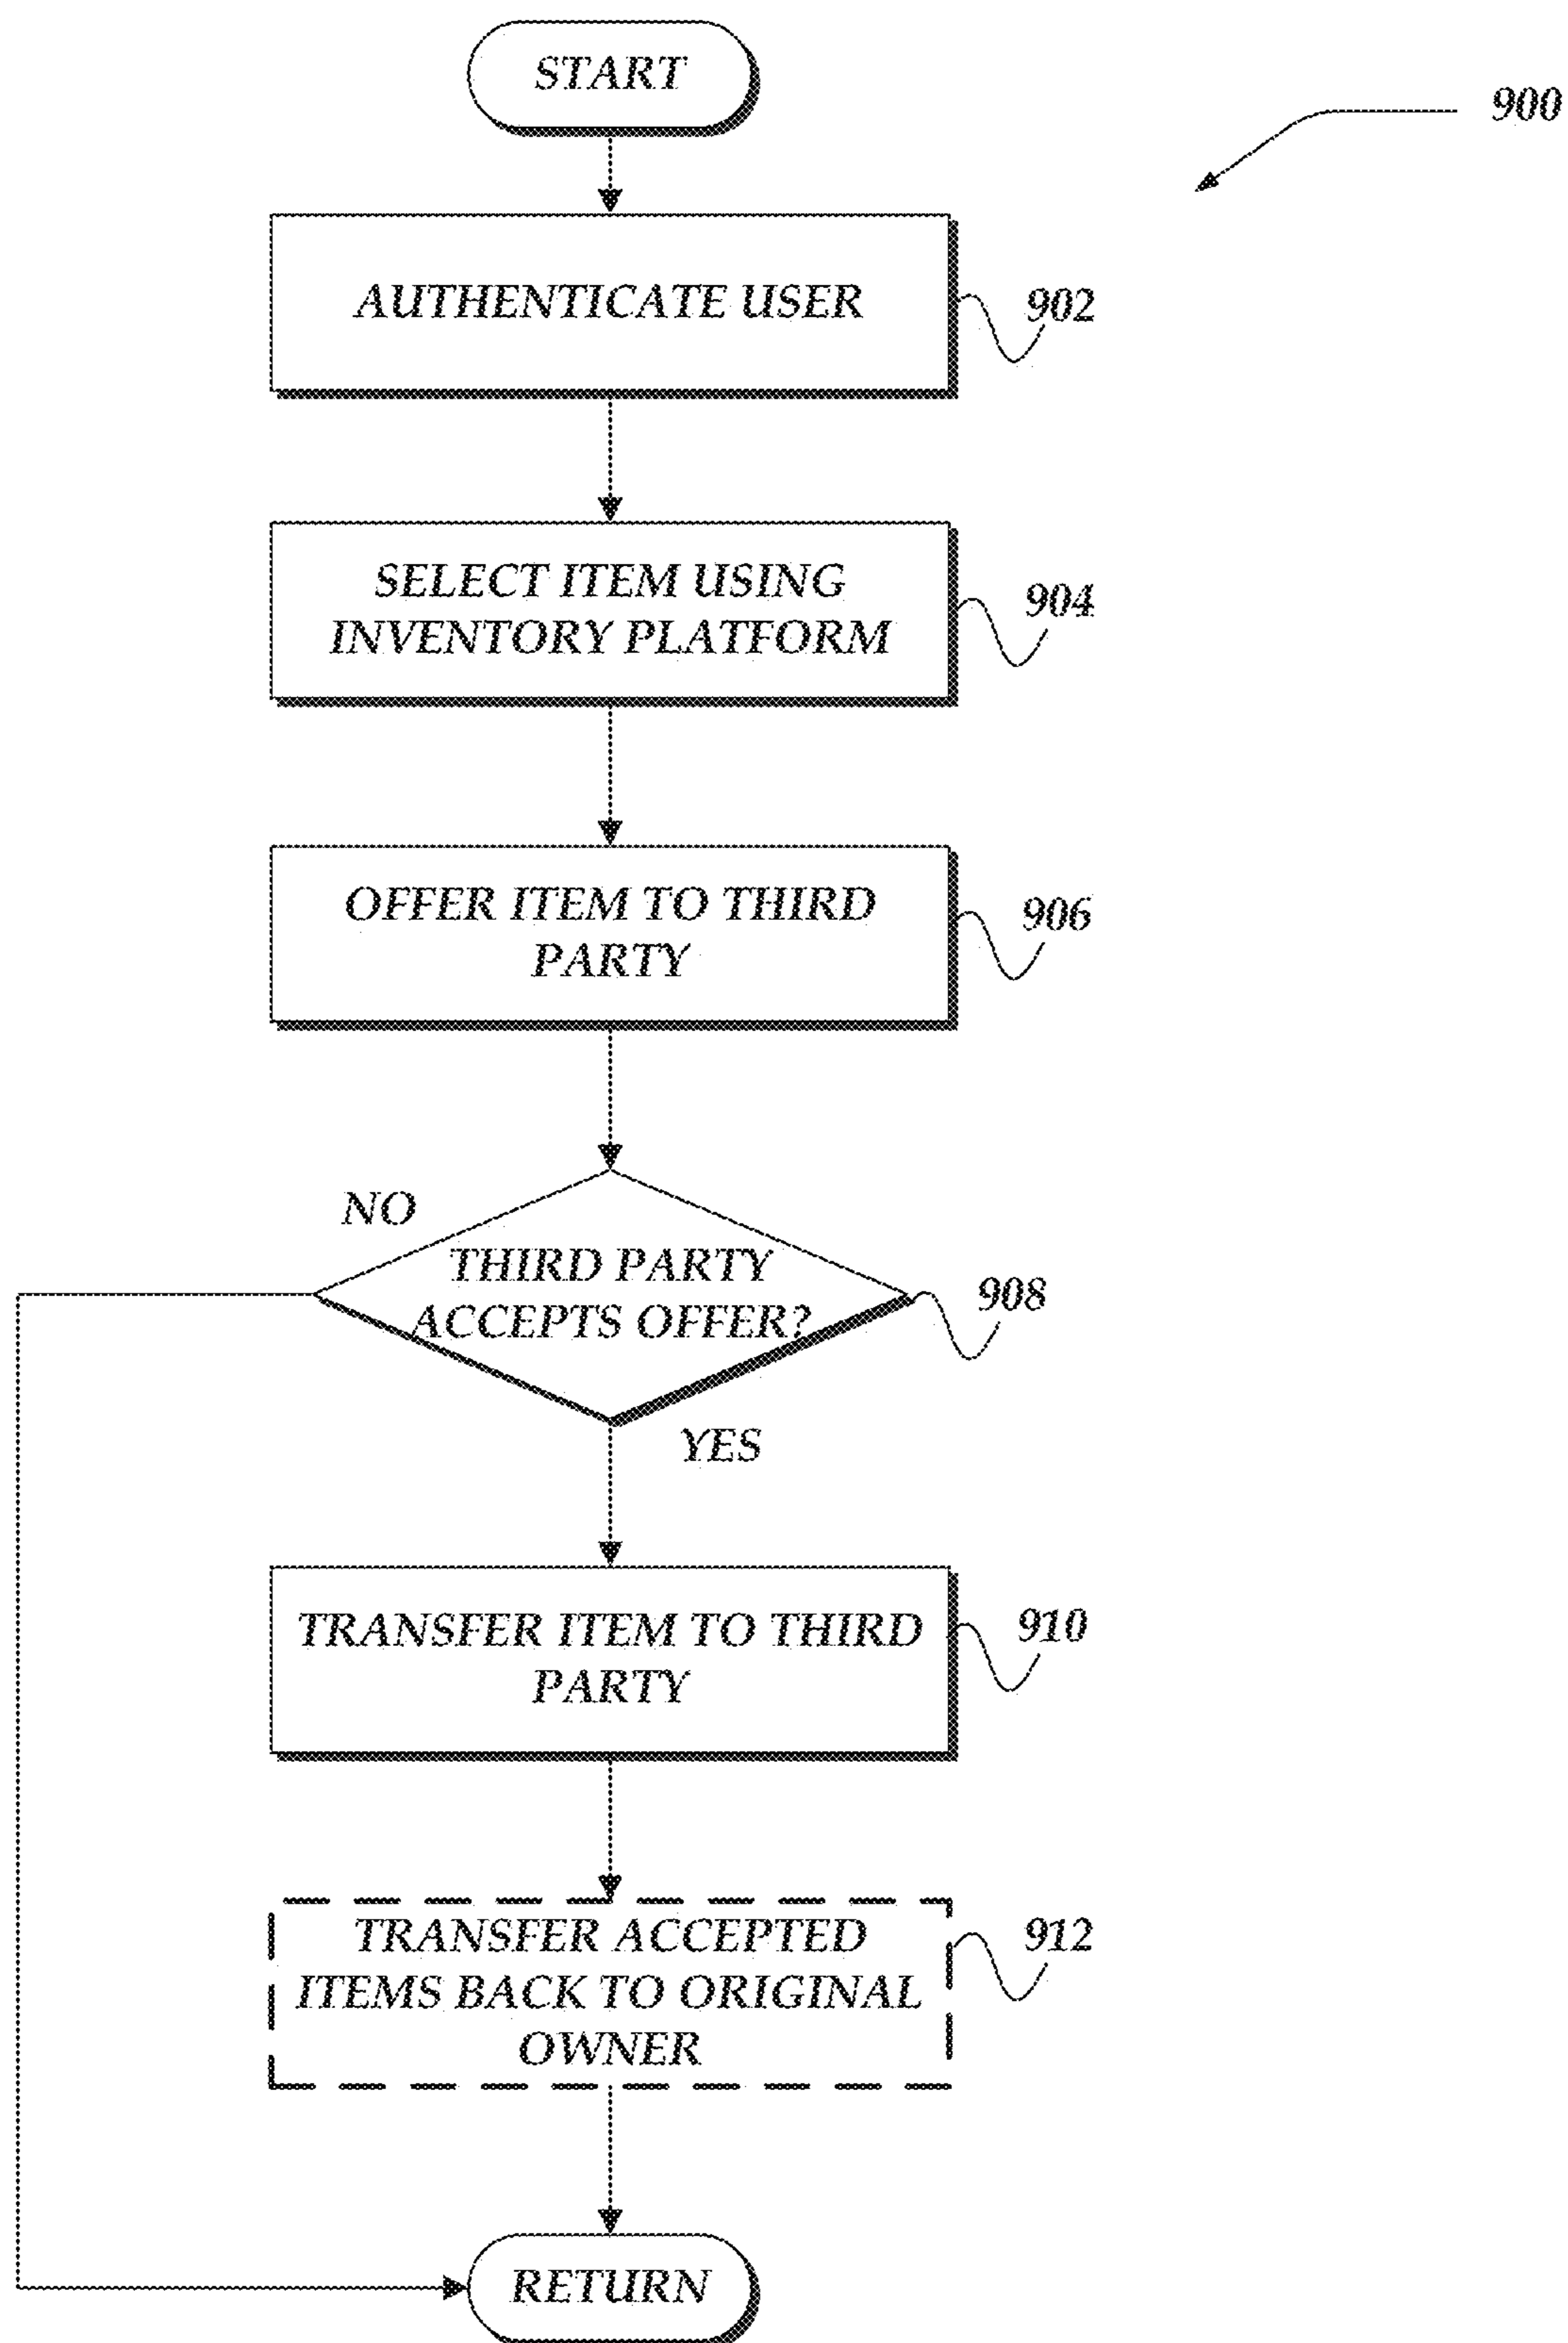 START
900
AUTHENTICATE USER
902
SELECT ITEM USING
INVENTORY PLATFORM
904
OFFER ITEM TO THIRD
PARTY
906
NO
THIRD PARTY
ACCEPTS OFFER?
908
YES
TRANSFER ITEM TO THIRD
PARTY
910
TRANSFER ACCEPTED
ITEMS BACK TO ORIGINAL
OWNER
912
RETURN